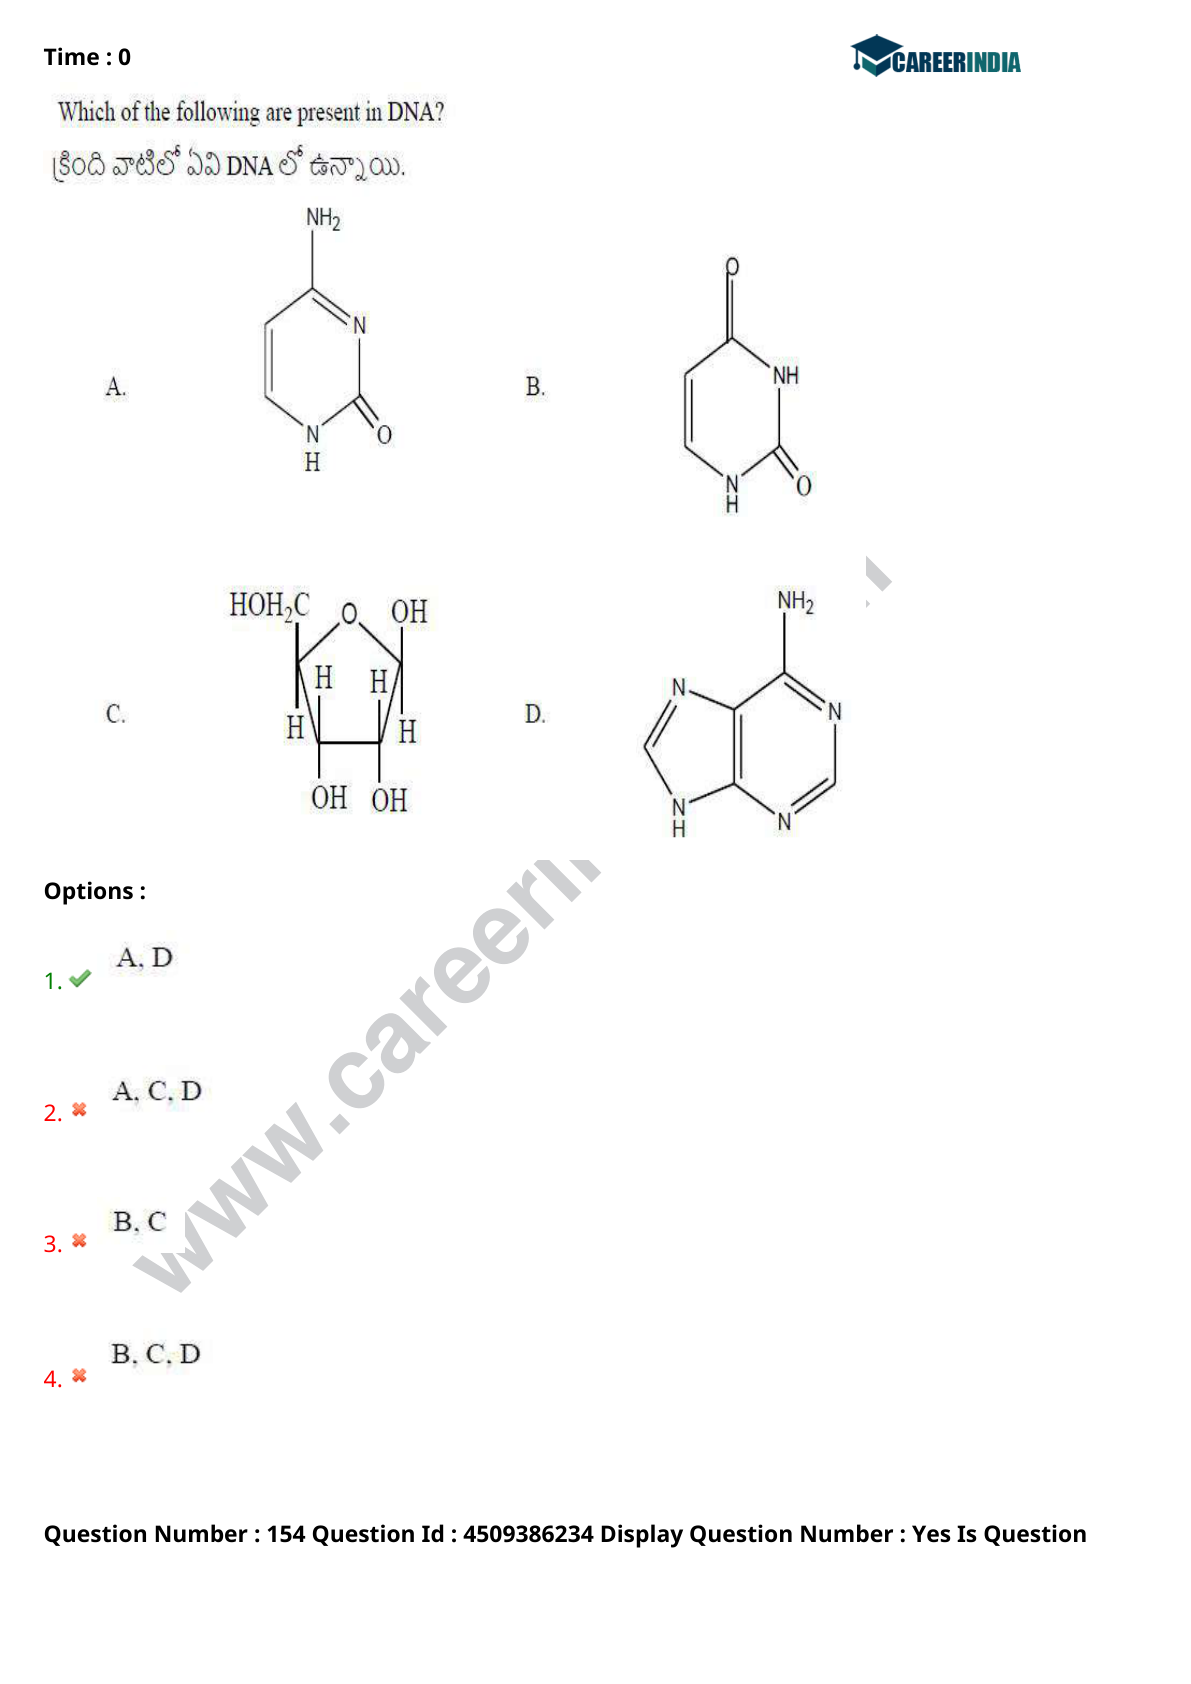 Time : 0
CAREERINDIA
Which of the following are present in DNA?
క్రింది వాటిలో ఏవి DNA లో ఉన్నాయి.
A.
NH2
N
N
H
O
B.
O
NH
N
H
O
C.
HOH2C
O
OH
H
H
H
H
OH
OH
D.
NH2
N
N
N
H
N
Options :
1. A, D
2. A, C, D
3. B, C
4. B, C, D
www.careerin
Question Number : 154 Question Id : 4509386234 Display Question Number : Yes Is Question